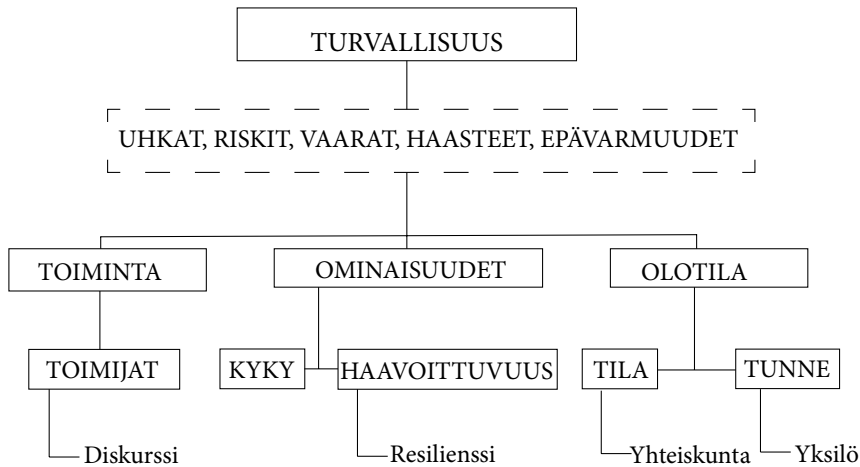 TURVALLISUUS
UHKAT, RISKIT, VAARAT, HAASTEET, EPÄVARMUUDET
TOIMINTA
OMINAISUUDET
OLOTILA
TOIMIJAT
KYKY
HAAVOITTUVUUS
TILA
TUNNE
Diskurssi
Resilienssi
Yhteiskunta
Yksilö